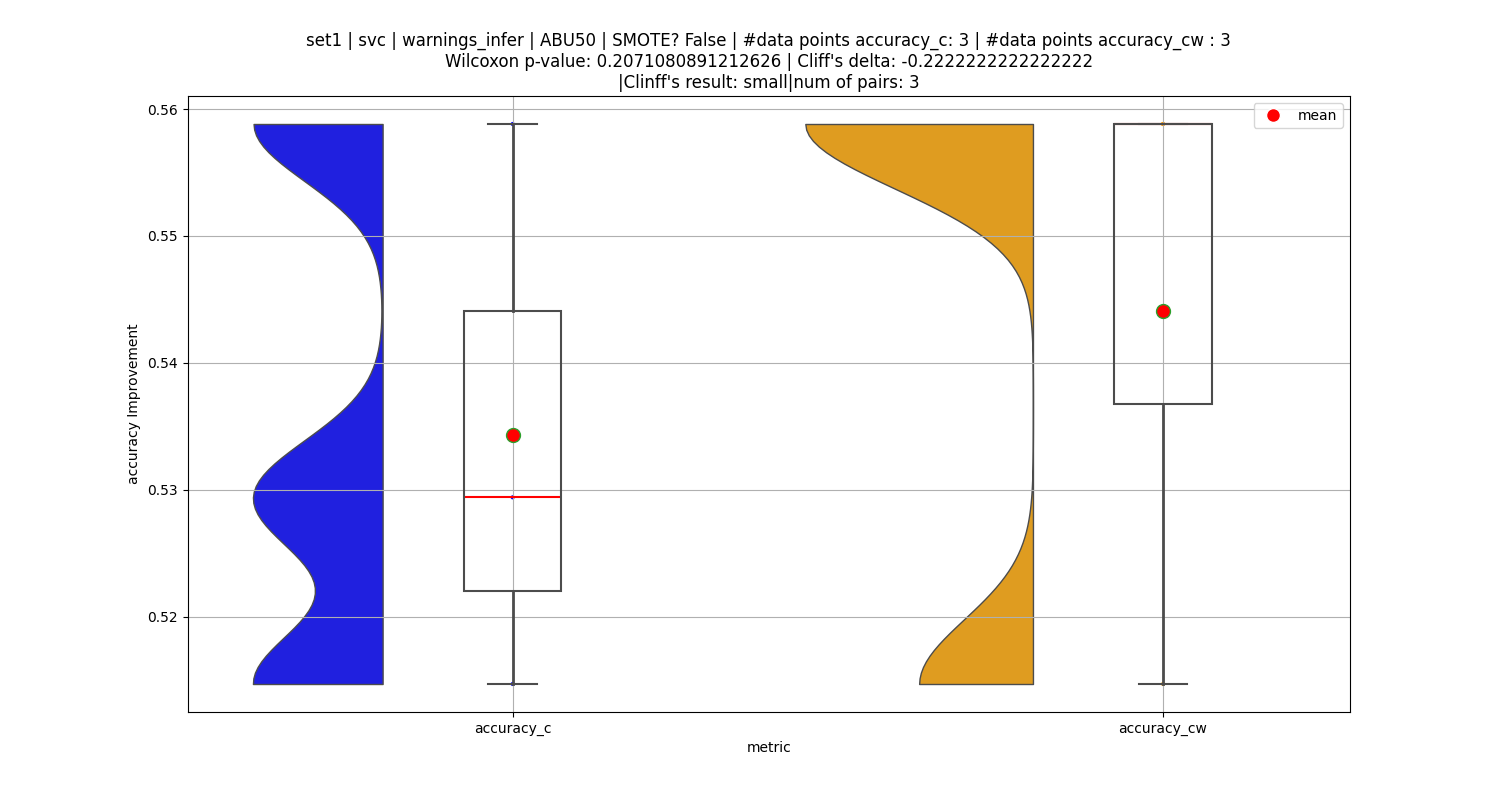 set1 | svc | warnings_infer | ABU50 | SMOTE? False | #data points accuracy_c: 3 | #data points accuracy_cw : 3
Wilcoxon p-value: 0.2071080891212626 | Cliff's delta: -0.2222222222222222
|Clinff's result: small|num of pairs: 3
mean
0.56
0.55
0.54
0.53
0.52
accuracy Improvement
accuracy_c
accuracy_cw
metric